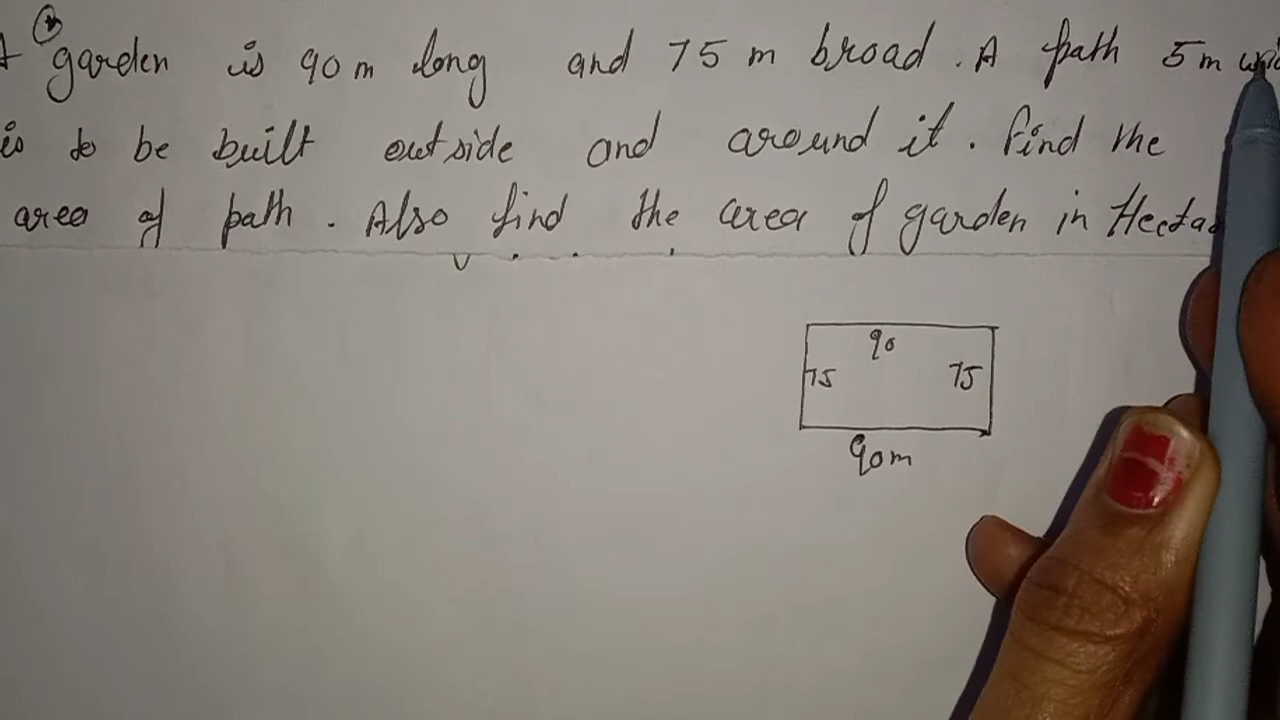 A garden is 90 m long and 75 m broad. A path 5 m
is to be built outside and around it. Find the
area of path. Also find the area of garden in
90
75 75
90 m